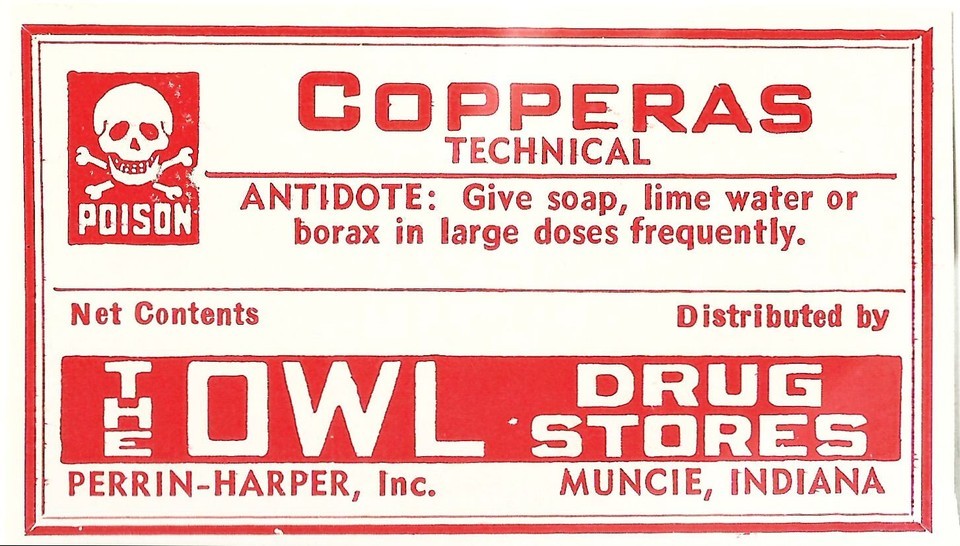 COPPERAS
TECHNICAL
POISON
ANTIDOTE: Give soap, lime water or
borax in large doses frequently.
Net Contents
Distributed by
THE OWL DRUG STORES
PERRIN-HARPER, Inc.
MUNCIE, INDIANA